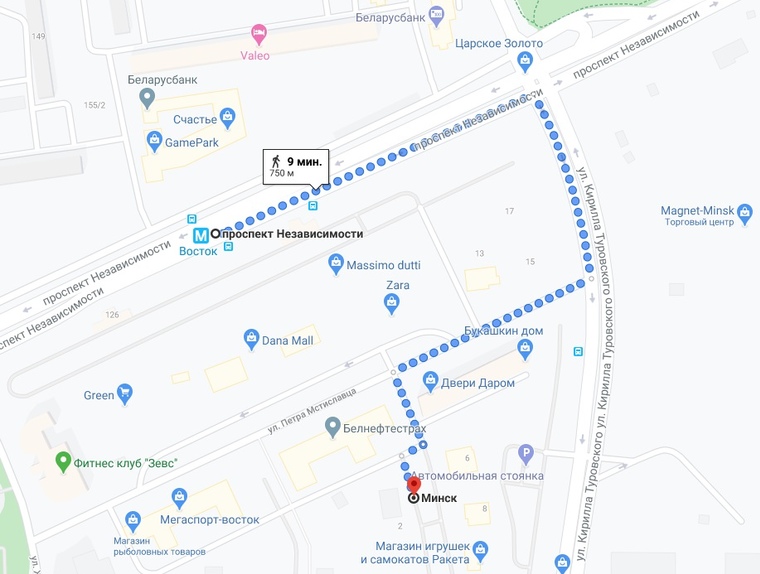 Беларусбанк
149
Царское Золото
Valeo
проспект Независимости
Беларусбанк
155/2
Счастье
GamePark
проспект Независимости
9 мин.
750 м
ул. Кирилла Туровского
Magnet-Minsk
Торговый центр
17
М
проспект Независимости
Восток
проспект Независимости
13
15
Massimo dutti
Zara
спект Независимости
126
Букашкин дом
Dana Mall
Двери Даром
Green
ул. Петра Мстиславца
Белнефтестрах
ул. Кирилла Туровского
Фитнес клуб "Зевс"
6
P
Автомобильная стоянка
Минск
Мегаспорт-восток
8
2
Магазин
рыболовных товаров
Магазин игрушек
и самокатов Ракета
ул. Кирилла Туровского
ул.